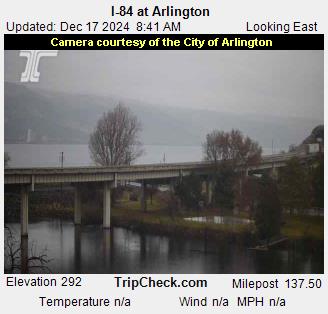 I-84 at Arlington
Updated: Dec 17 2024 8:41 AM Looking East
Camera courtesy of the City of Arlington
Elevation 292 TripCheck.com Milepost 137.50
Temperature n/a Wind n/a MPH n/a